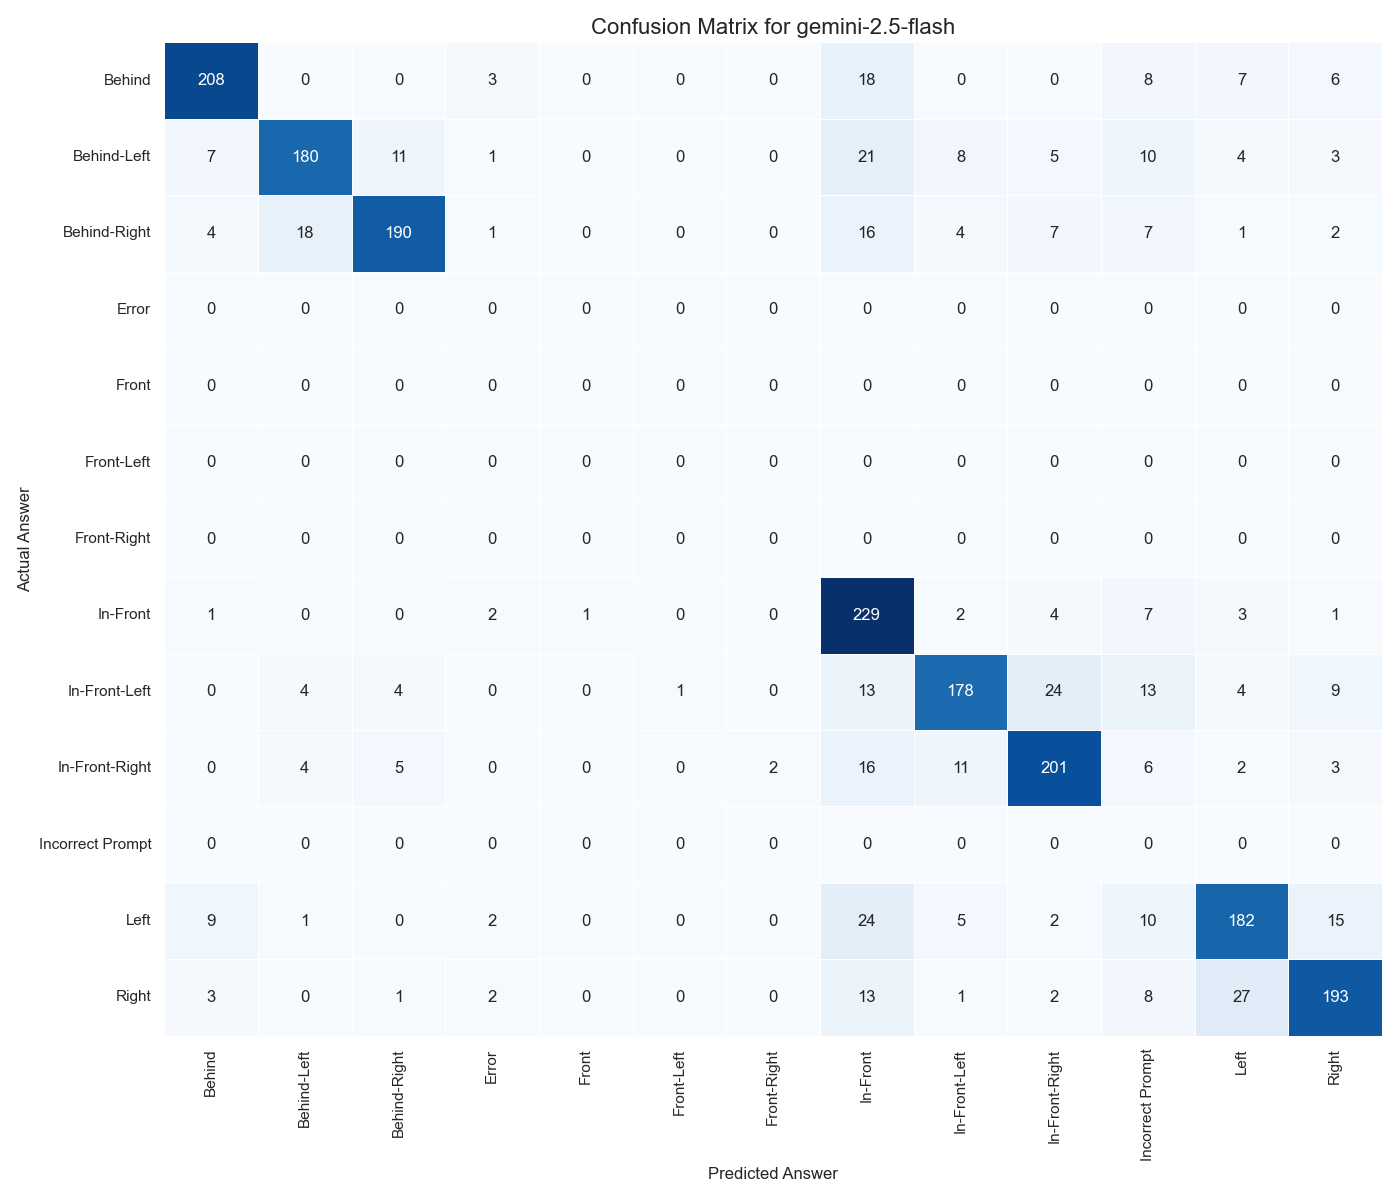 Confusion Matrix for gemini-2.5-flash
Actual Answer
Behind 208 0 0 3 0 0 0 18 0 0 8 7 6
Behind-Left 7 180 11 1 0 0 0 21 8 5 10 4 3
Behind-Right 4 18 190 1 0 0 0 16 4 7 7 1 2
Error 0 0 0 0 0 0 0 0 0 0 0 0 0
Front 0 0 0 0 0 0 0 0 0 0 0 0 0
Front-Left 0 0 0 0 0 0 0 0 0 0 0 0 0
Front-Right 0 0 0 0 0 0 0 0 0 0 0 0 0
In-Front 1 0 0 2 1 0 0 229 2 4 7 3 1
In-Front-Left 0 4 4 0 0 1 0 13 178 24 13 4 9
In-Front-Right 0 4 5 0 0 0 2 16 11 201 6 2 3
Incorrect Prompt 0 0 0 0 0 0 0 0 0 0 0 0 0
Left 9 1 0 2 0 0 0 24 5 2 10 182 15
Right 3 0 1 2 0 0 0 13 1 2 8 27 193
Behind Behind-Left Behind-Right Error Front Front-Left Front-Right In-Front In-Front-Left In-Front-Right Incorrect Prompt Left Right
Predicted Answer